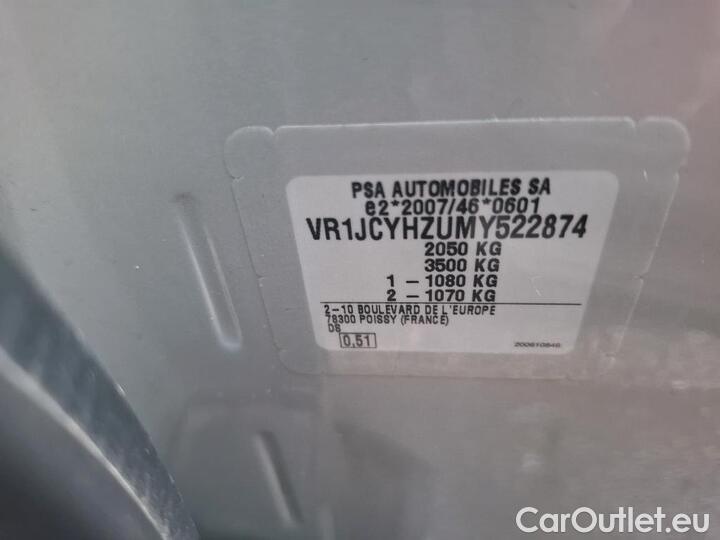 PSA AUTOMOBILES SA
e2*2007/46*0601
VR1JCYHZUMY522874
2050 KG
3500 KG
1 - 1080 KG
2 - 1070 KG
2-10 BOULEVARD DE L'EUROPE
78300 POISSY (FRANCE)
DS
0,51
CarOutlet.eu